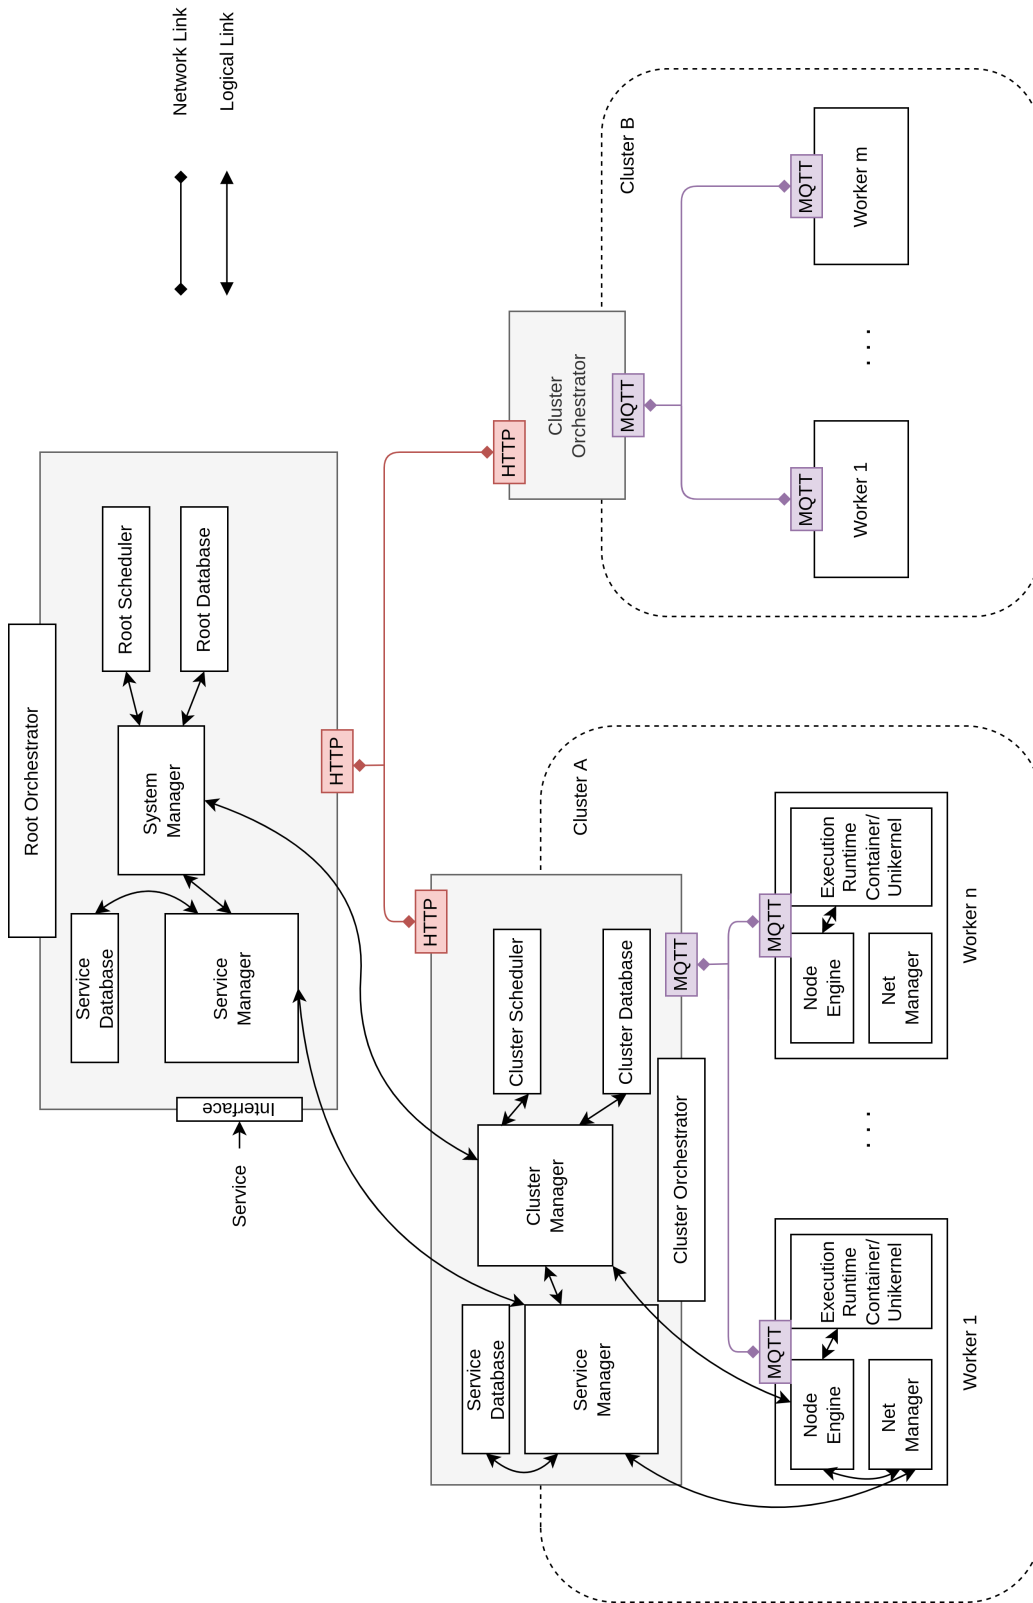 Root Orchestrator
Service
Interface
Service
Database
Service
Manager
System
Manager
Root Scheduler
Root Database
HTTP
Network Link
Logical Link
HTTP
Service
Database
Service
Manager
Cluster
Manager
Cluster Scheduler
Cluster Database
Cluster Orchestrator
MQTT
Cluster A
MQTT
Node
Engine
Net
Manager
Execution
Runtime
Container/
Unikernel
Worker 1
. . .
MQTT
Node
Engine
Net
Manager
Execution
Runtime
Container/
Unikernel
Worker n
HTTP
Cluster
Orchestrator
MQTT
Cluster B
MQTT
Worker 1
. . .
MQTT
Worker m